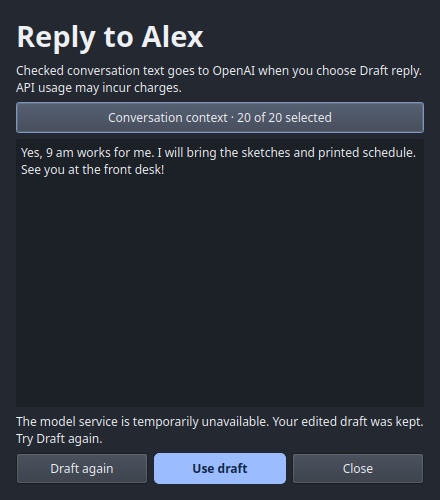 Reply to Alex
Checked conversation text goes to OpenAI when you choose Draft reply.
API usage may incur charges.
Conversation context · 20 of 20 selected
Yes, 9 am works for me. I will bring the sketches and printed schedule.
See you at the front desk!
The model service is temporarily unavailable. Your edited draft was kept.
Try Draft again.
Draft again
Use draft
Close